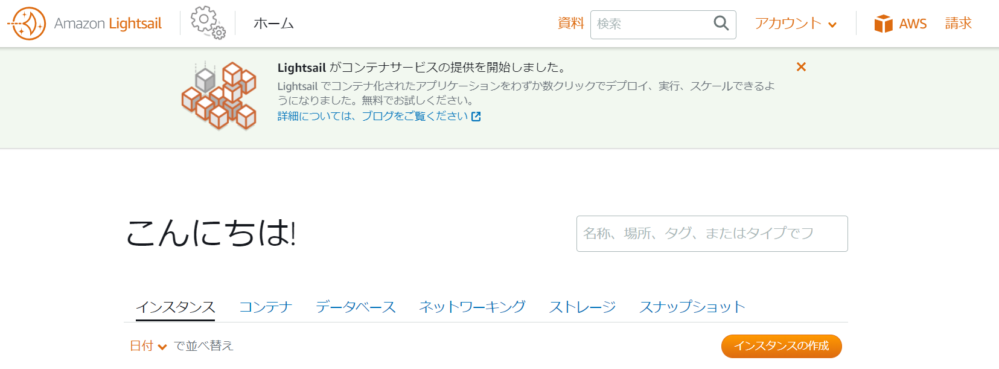 Amazon Lightsail
ホーム
資料
検索
アカウント
AWS
請求
Lightsail がコンテナサービスの提供を開始しました。
Lightsail でコンテナ化されたアプリケーションをわずか数クリックでデプロイ、実行、スケールできるよ
うになりました。無料でお試しください。
詳細については、ブログをご覧ください
こんにちは!
名称、場所、タグ、またはタイプでフ
インスタンス コンテナ データベース ネットワーキング ストレージ スナップショット
日付 で並べ替え
インスタンスの作成